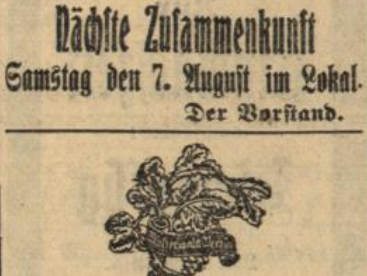 Nächste Zusammenkunft
Samstag den 7. August im Lokal.
Der Vorstand.